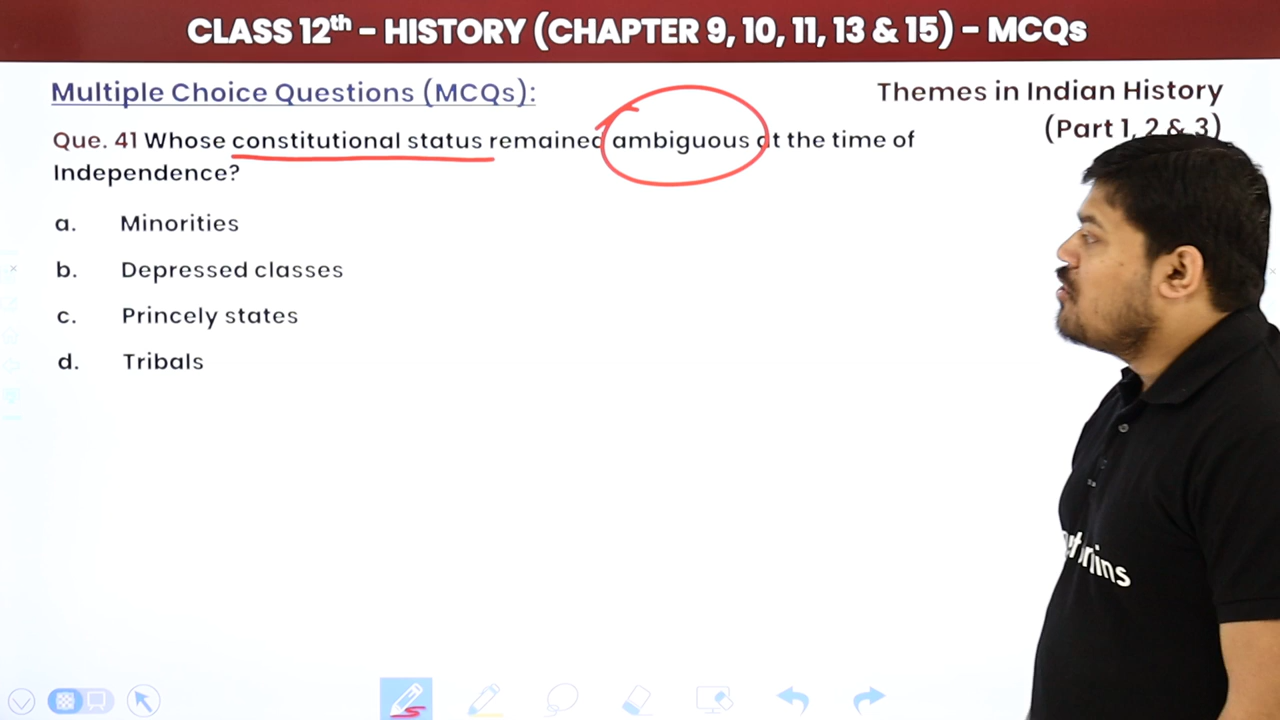 CLASS 12th - HISTORY (CHAPTER 9, 10, 11, 13 & 15) - MCQs
Multiple Choice Questions (MCQs):
Themes in Indian History
(Part 1, 2 & 3)
Que. 41 Whose constitutional status remained ambiguous at the time of
Independence?
a. Minorities
b. Depressed classes
c. Princely states
d. Tribals